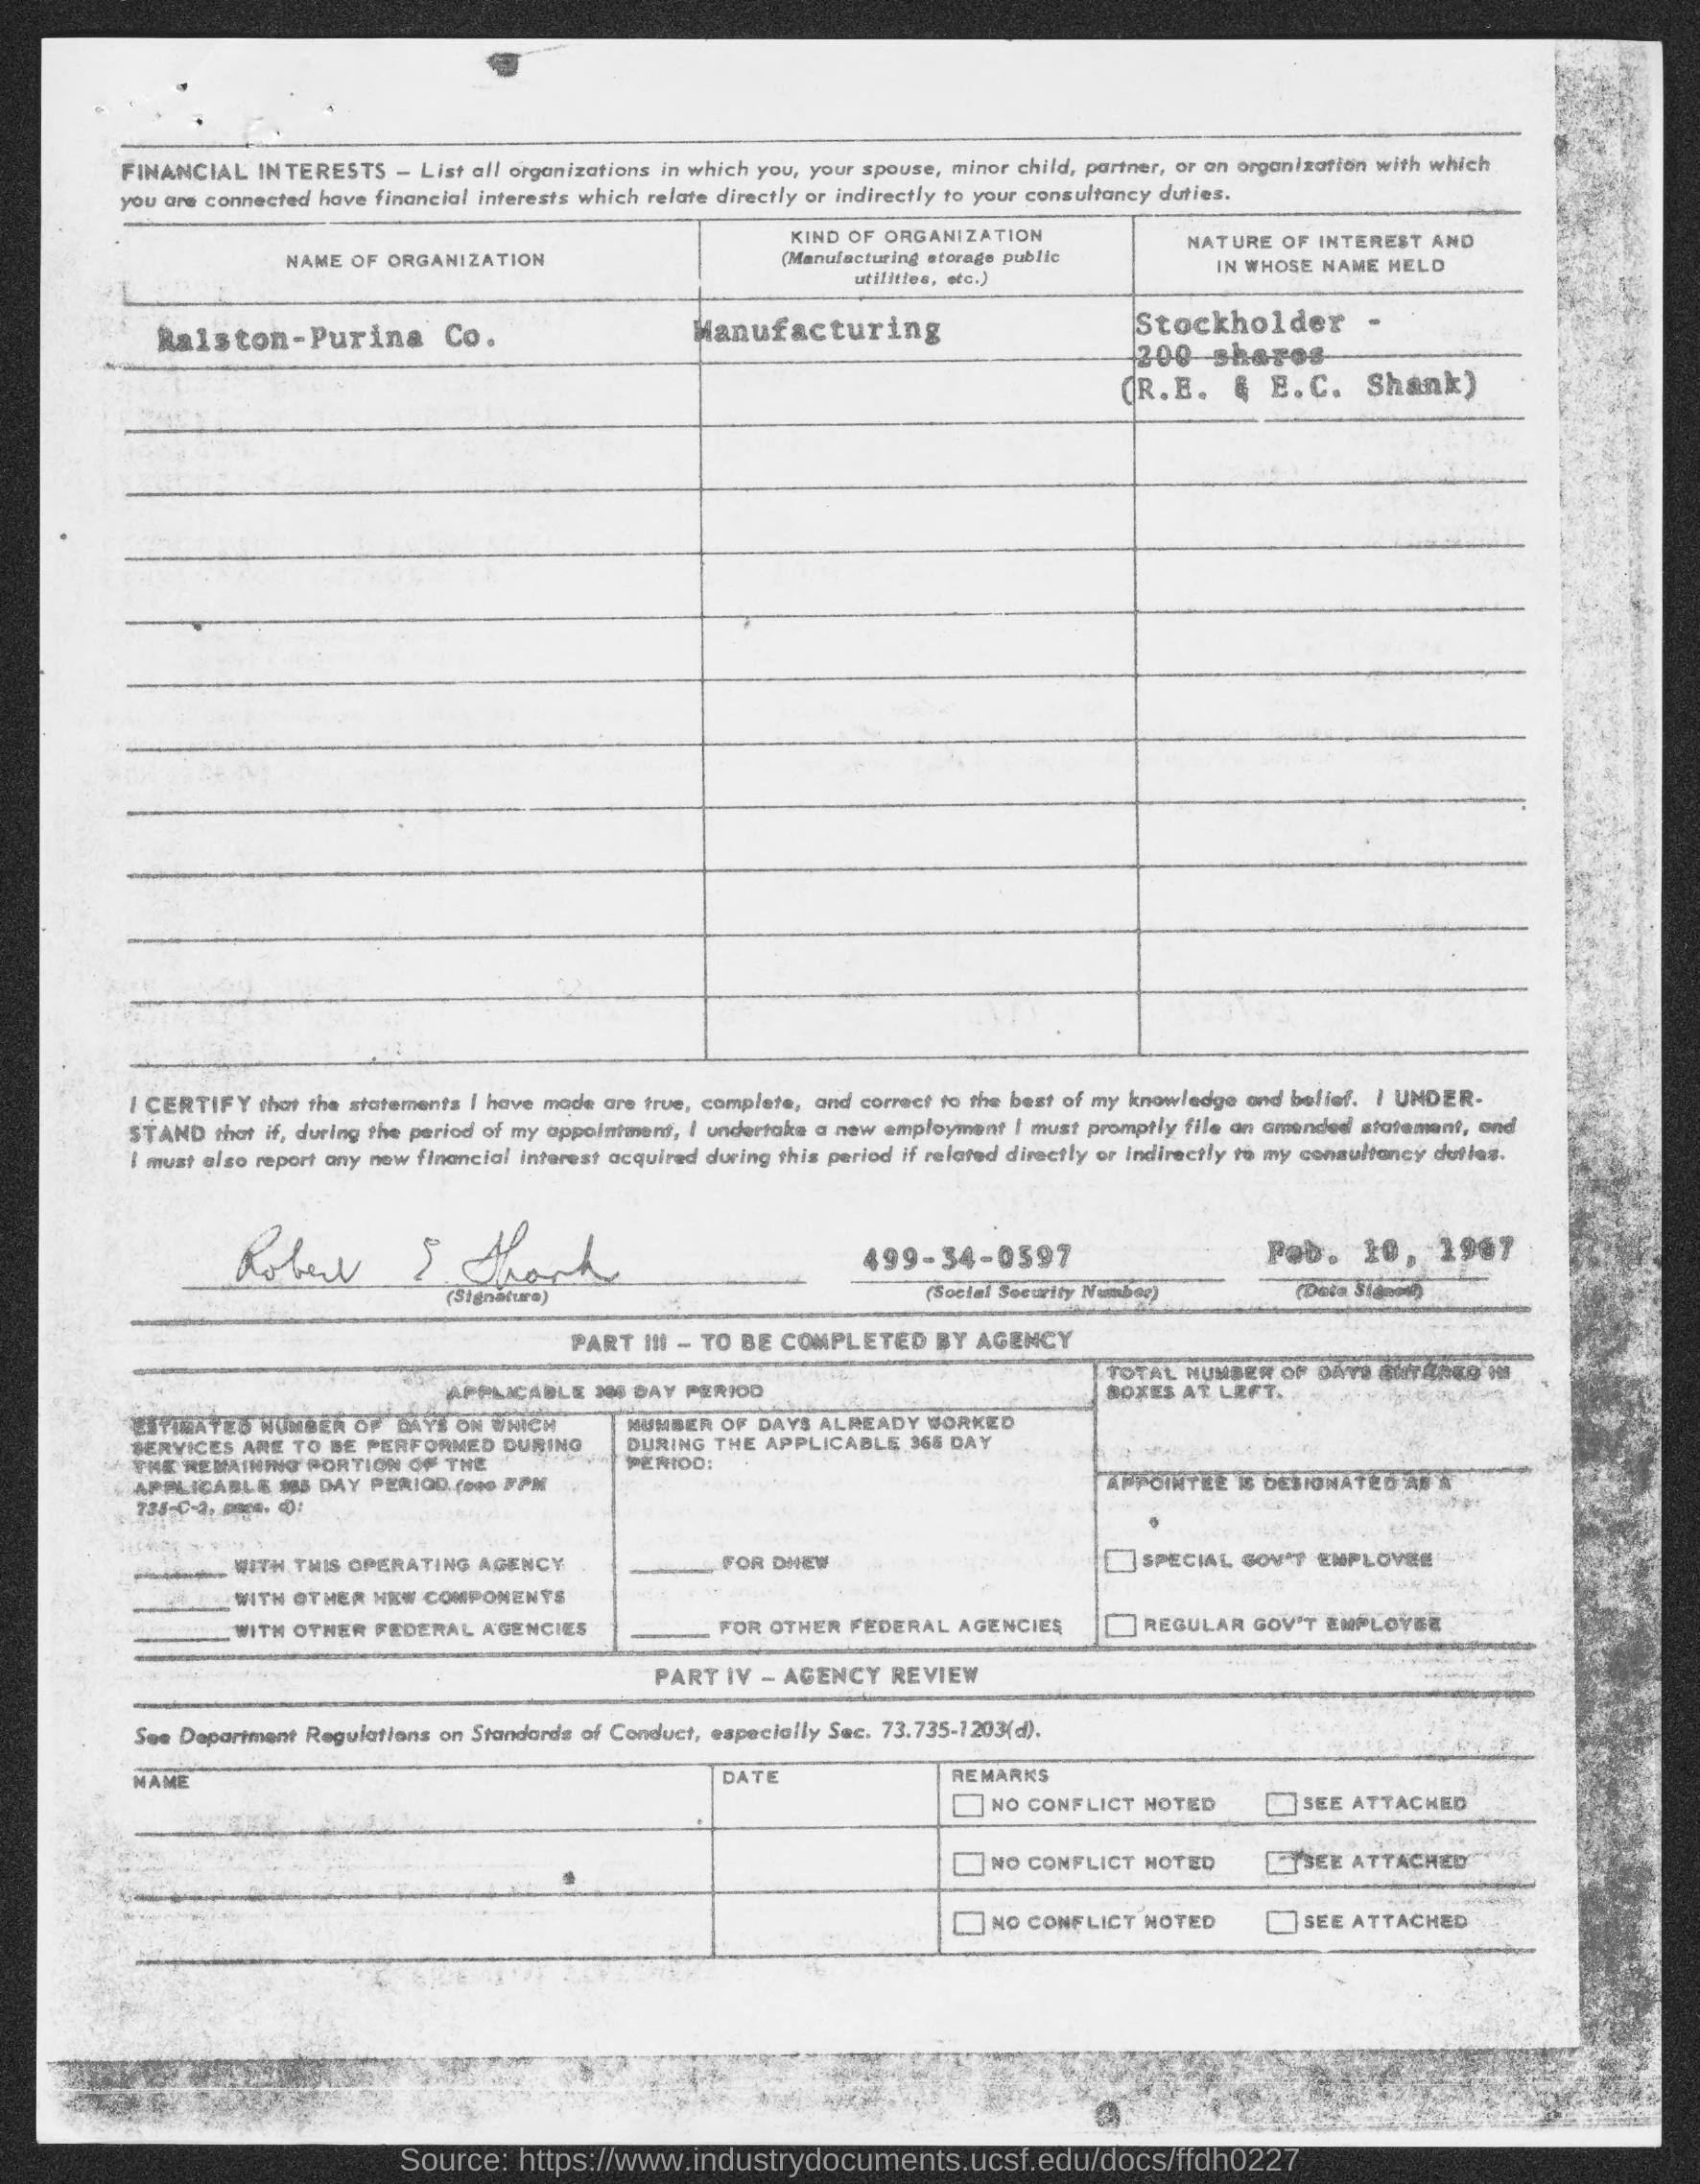 FINANCIAL INTERESTS – List all organizations in which you, your spouse, minor child, partner, or an organization with which
you are connected have financial interests which relate directly or indirectly to your consultancy duties.
NAME OF ORGANIZATION
KIND OF ORGANIZATION
(Manufacturing storage public
utilities, etc.)
NATURE OF INTEREST AND
IN WHOSE NAME HELD
Ralston-Purina Co.
Manufacturing
Stockholder -
200 shares
(R.E. & E.C. Shank)
I CERTIFY that the statements I have made are true, complete, and correct to the best of my knowledge and belief. I UNDER-
STAND that if, during the period of my appointment, I undertake a new employment I must promptly file an amended statement, and
I must also report any new financial interest acquired during this period if related directly or indirectly to my consultancy duties.
Robert E. Shank
499-34-0597
Feb. 10, 1967
(Signature)
(Social Security Number)
(Date Signed)
PART III – TO BE COMPLETED BY AGENCY
APPLICABLE 365 DAY PERIOD
TOTAL NUMBER OF DAYS ENTERED IN
BOXES AT LEFT.
ESTIMATED NUMBER OF DAYS ON WHICH
SERVICES ARE TO BE PERFORMED DURING
THE REMAINING PORTION OF THE
APPLICABLE 365 DAY PERIOD (see FPM
735-C-2, para. d):
NUMBER OF DAYS ALREADY WORKED
DURING THE APPLICABLE 365 DAY
PERIOD:
APPOINTEE IS DESIGNATED AS A
WITH THIS OPERATING AGENCY
FOR DHEW
SPECIAL GOV'T EMPLOYEE
WITH OTHER HEW COMPONENTS
WITH OTHER FEDERAL AGENCIES
FOR OTHER FEDERAL AGENCIES
REGULAR GOV'T EMPLOYEE
PART IV – AGENCY REVIEW
See Department Regulations on Standards of Conduct, especially Sec. 73.735-1203(d).
NAME
DATE
REMARKS
NO CONFLICT NOTED
SEE ATTACHED
NO CONFLICT NOTED
SEE ATTACHED
NO CONFLICT NOTED
SEE ATTACHED
Source: https://www.industrydocuments.ucsf.edu/docs/ffdh0227